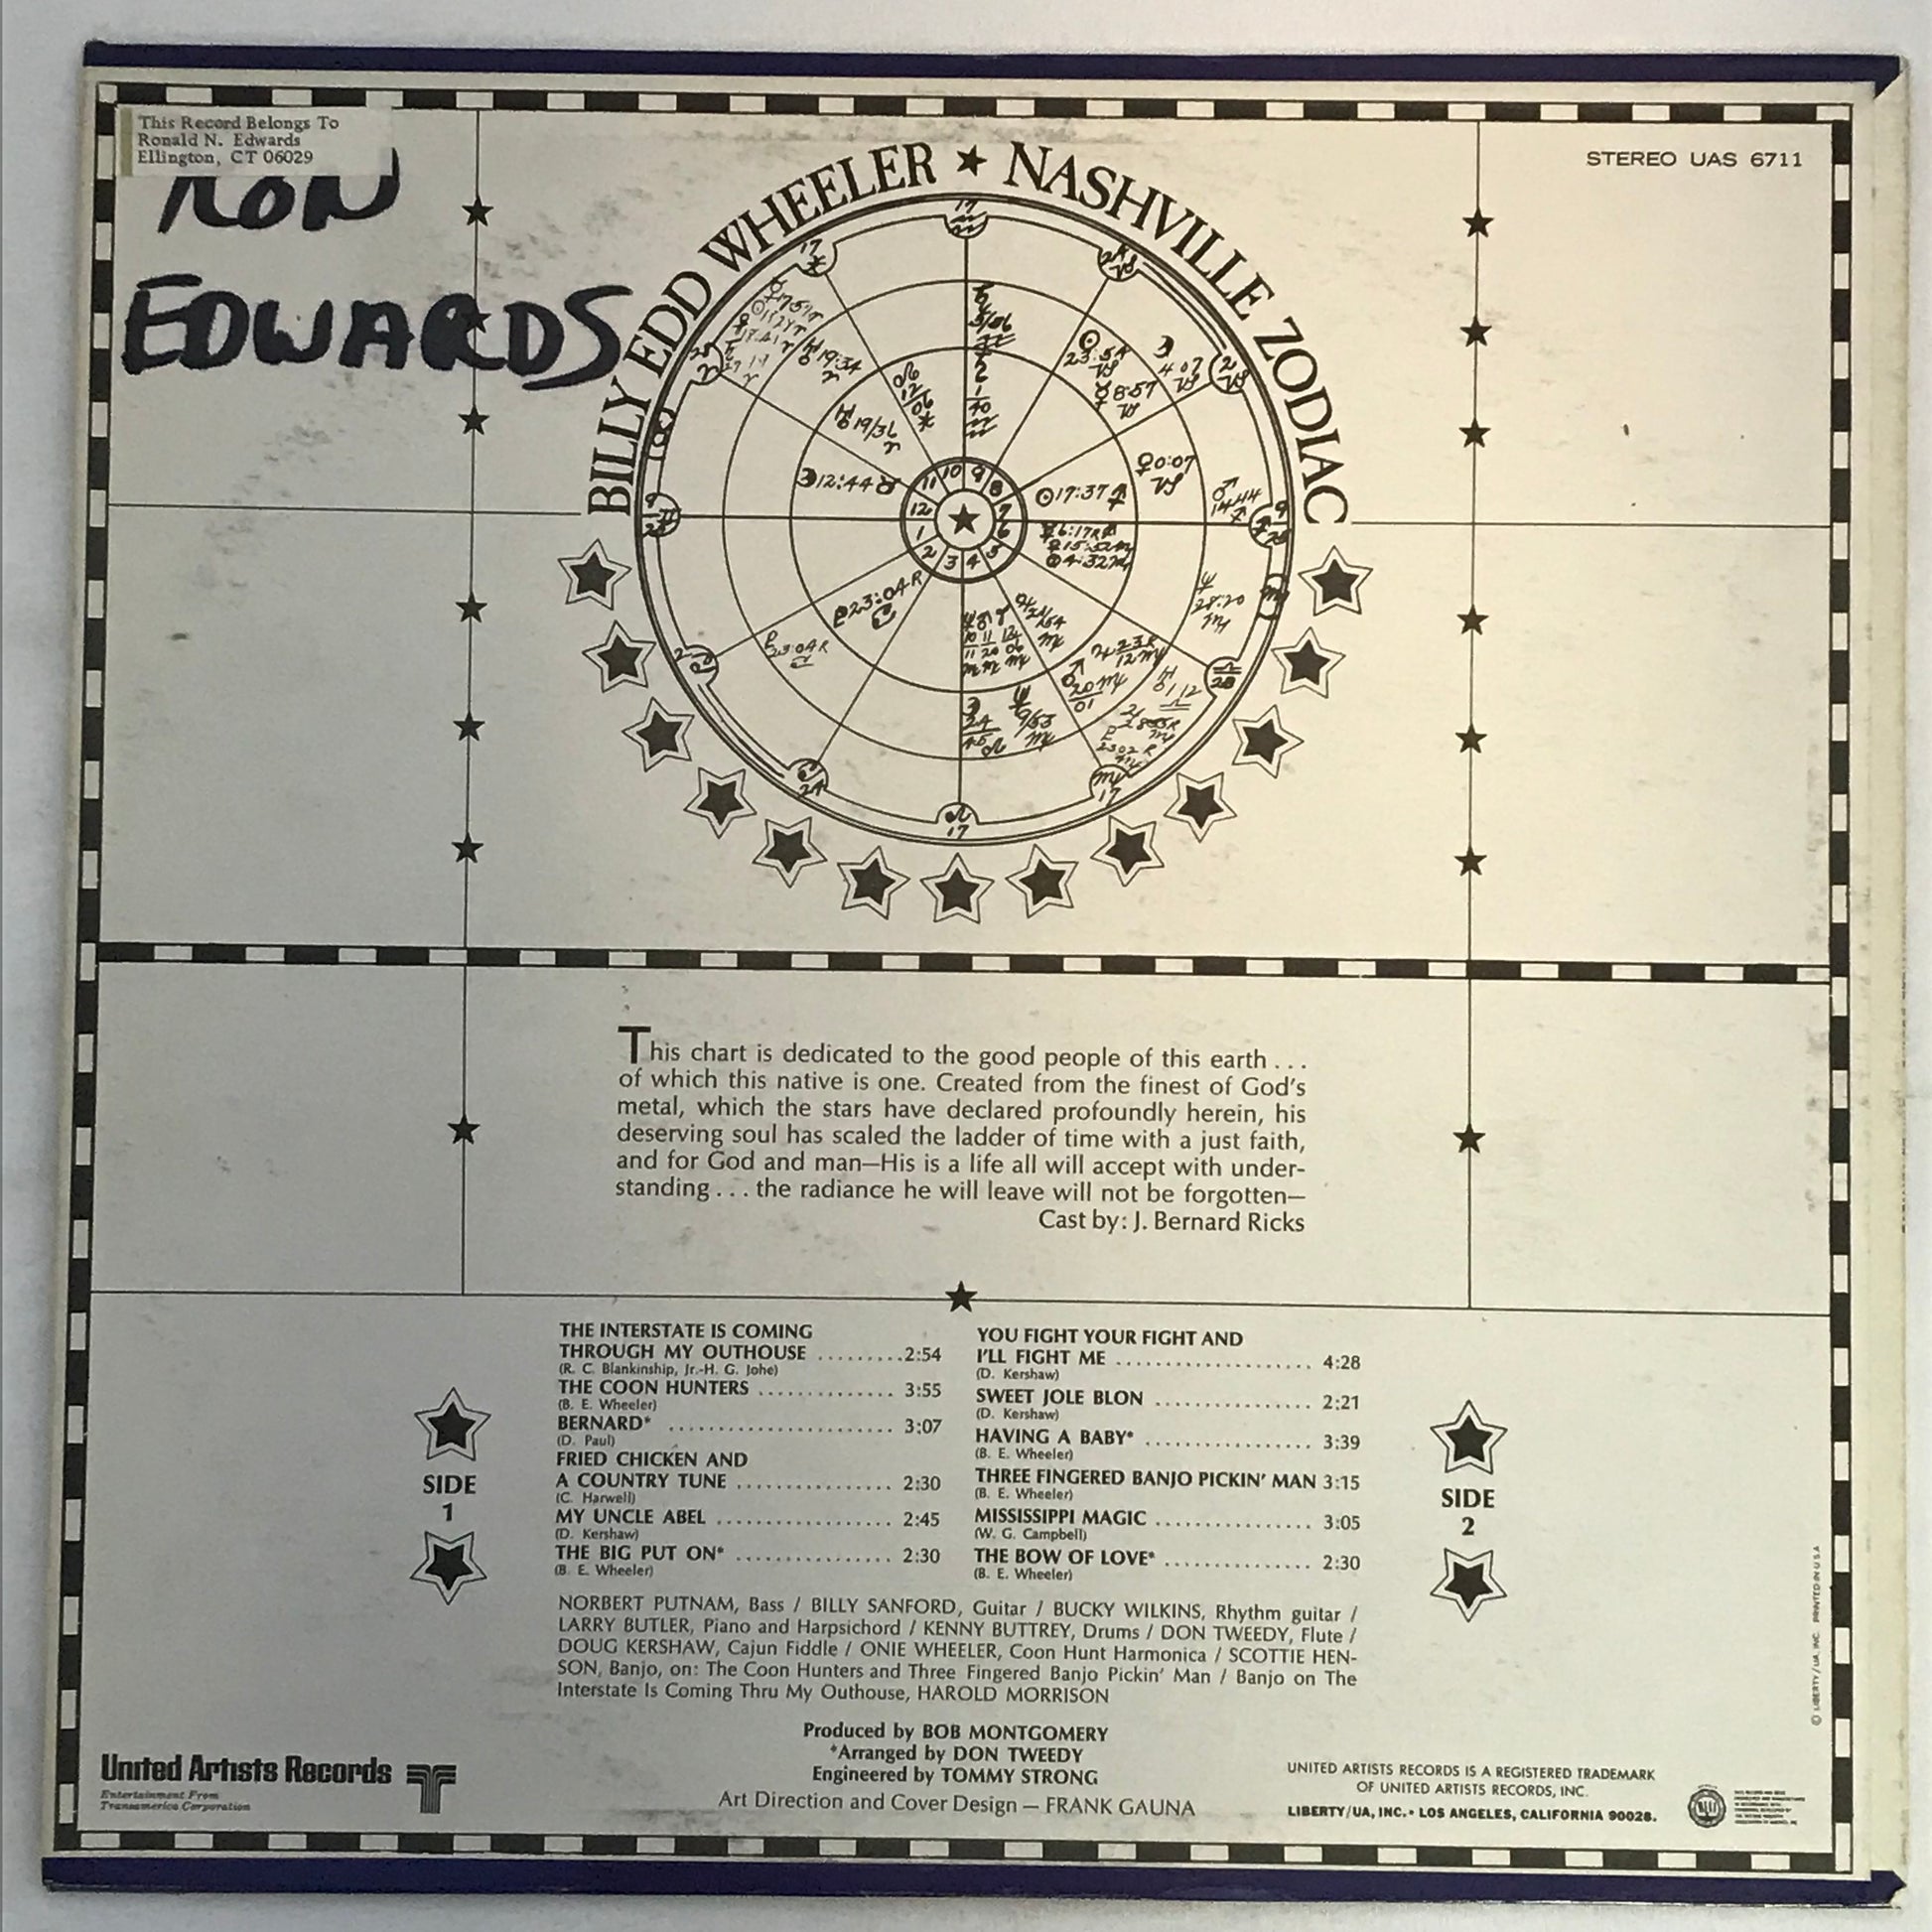 This Record Belongs To
Ronald N. Edwards
Ellington, CT 06029
RON
EDWARDS
STEREO UAS 6711
BILLY EDD WHEELER ★ NASHVILLE ZODIAC
This chart is dedicated to the good people of this earth . . .
of which this native is one. Created from the finest of God's
metal, which the stars have declared profoundly herein, his
deserving soul has scaled the ladder of time with a just faith,
and for God and man—His is a life all will accept with under-
standing . . . the radiance he will leave will not be forgotten—
Cast by: J. Bernard Ricks
SIDE
1
THE INTERSTATE IS COMING
THROUGH MY OUTHOUSE .........2:54
(R. C. Blankinship, Jr.-H. G. Johe)
THE COON HUNTERS .............. 3:55
(B. E. Wheeler)
BERNARD* ....................... 3:07
(D. Paul)
FRIED CHICKEN AND
A COUNTRY TUNE ................ 2:30
(C. Harwell)
MY UNCLE ABEL .................. 2:45
(D. Kershaw)
THE BIG PUT ON* ................ 2:30
(B. E. Wheeler)
YOU FIGHT YOUR FIGHT AND
I'LL FIGHT ME .................... 4:28
(D. Kershaw)
SWEET JOLE BLON ................ 2:21
(D. Kershaw)
HAVING A BABY* ................. 3:39
(B. E. Wheeler)
THREE FINGERED BANJO PICKIN' MAN 3:15
(B. E. Wheeler)
MISSISSIPPI MAGIC ................ 3:05
(W. G. Campbell)
THE BOW OF LOVE* ............... 2:30
(B. E. Wheeler)
SIDE
2
NORBERT PUTNAM, Bass / BILLY SANFORD, Guitar / BUCKY WILKINS, Rhythm guitar /
LARRY BUTLER, Piano and Harpsichord / KENNY BUTTREY, Drums / DON TWEEDY, Flute /
DOUG KERSHAW, Cajun Fiddle / ONIE WHEELER, Coon Hunt Harmonica / SCOTTIE HEN-
SON, Banjo, on: The Coon Hunters and Three Fingered Banjo Pickin' Man / Banjo on The
Interstate Is Coming Thru My Outhouse, HAROLD MORRISON
Produced by BOB MONTGOMERY
*Arranged by DON TWEEDY
Engineered by TOMMY STRONG
Art Direction and Cover Design — FRANK GAUNA
United Artists Records
Entertainment From
Transamerica Corporation
UNITED ARTISTS RECORDS IS A REGISTERED TRADEMARK
OF UNITED ARTISTS RECORDS, INC.
LIBERTY/UA, INC. • LOS ANGELES, CALIFORNIA 90028.
© LIBERTY/UA, INC. PRINTED IN U.S.A